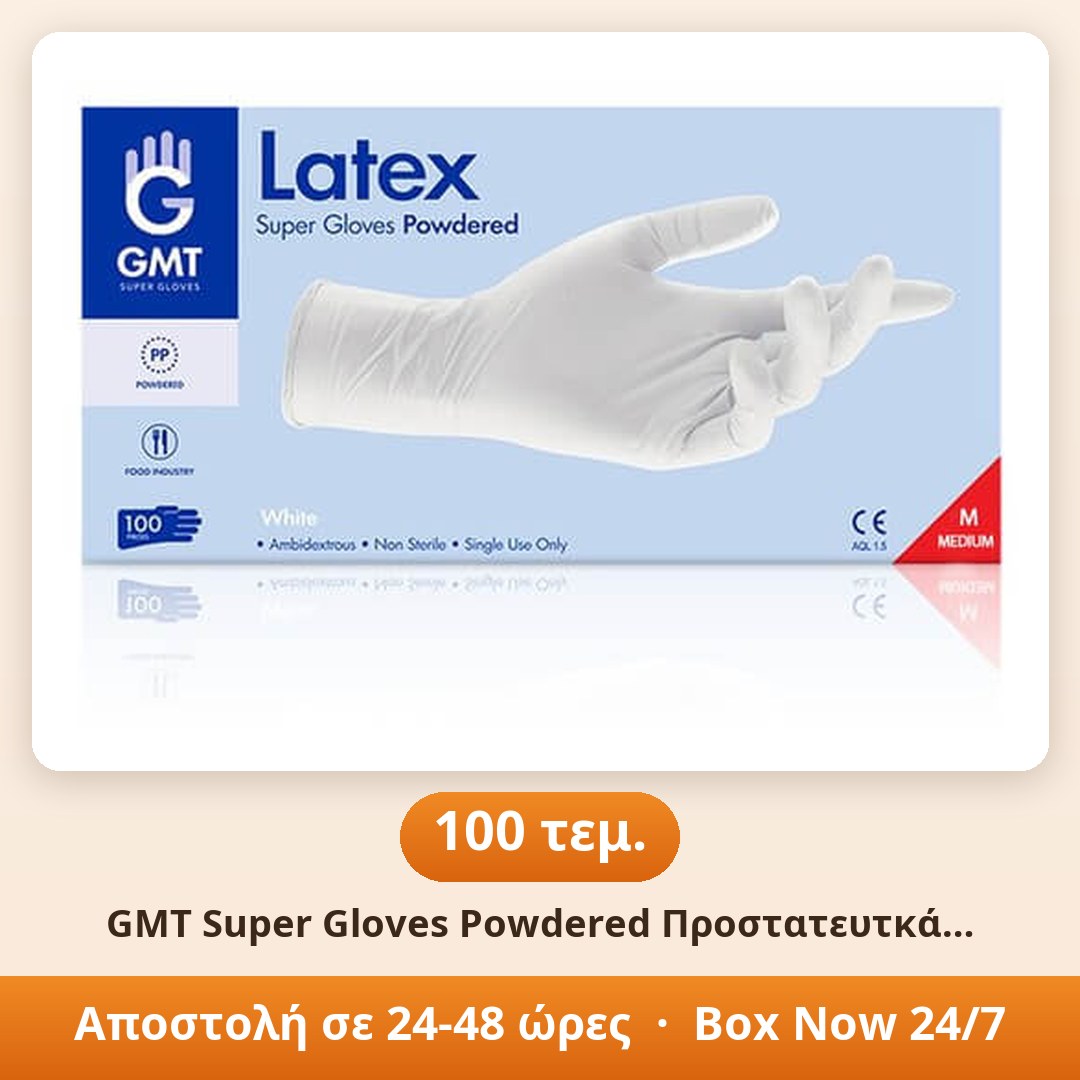 G
GMT
SUPER GLOVES
Latex
Super Gloves Powdered
PP
POWDERED
FOOD INDUSTRY
100
PIECES
White
• Ambidextrous • Non Sterile • Single Use Only
CE
AQL 1.5
M
MEDIUM
100 τεμ.
GMT Super Gloves Powdered Προστατευτκά...
Αποστολή σε 24-48 ώρες · Box Now 24/7